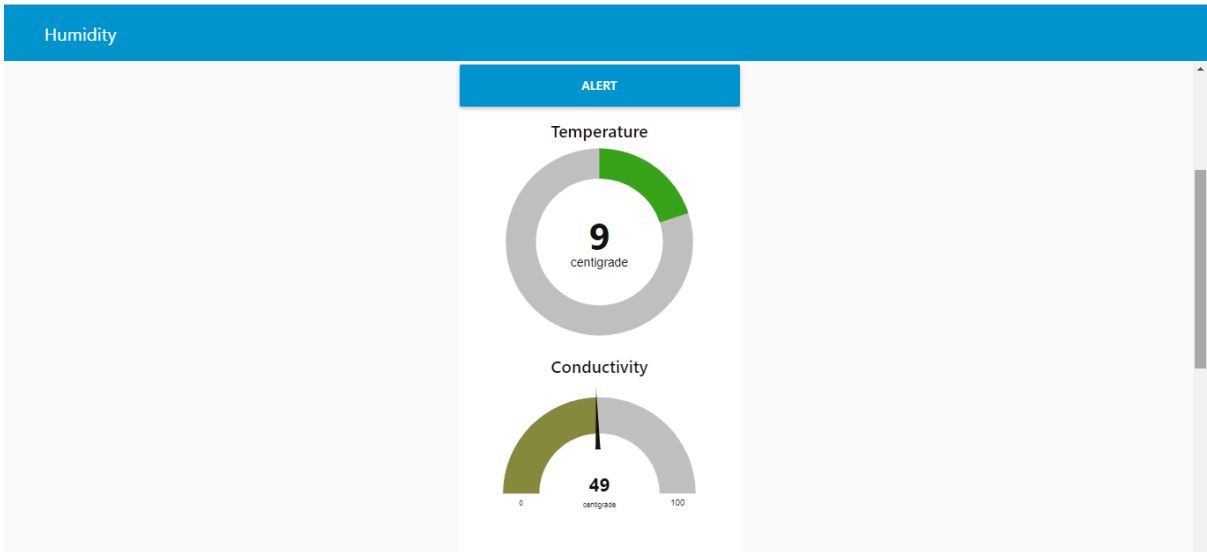 Humidity
ALERT
Temperature
9
centigrade
Conductivity
49
0 centigrade 100